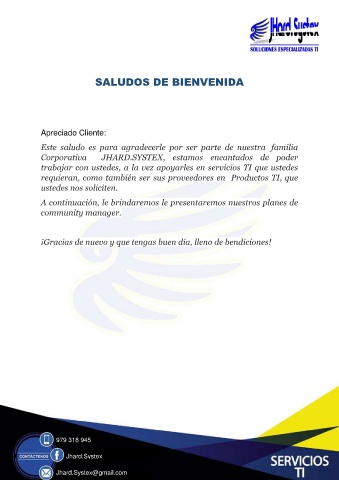 Jhard Systex
SOLUCIONES ESPECIALIZADAS TI
SALUDOS DE BIENVENIDA
Apreciado Cliente:
Este saludo es para agradecerle por ser parte de nuestra familia
Corporativa JHARD.SYSTEX, estamos encantados de poder
trabajar con ustedes, a la vez apoyarles en servicios TI que ustedes
requieran, como también ser sus proveedores en Productos TI, que
ustedes nos soliciten.
A continuación, le brindaremos le presentaremos nuestros planes de
community manager.
¡Gracias de nuevo y que tengas buen dia, lleno de bendiciones!
979 318 945
CONTÁCTENOS
Jhard.Systex
Jhard.Systex@gmail.com
SERVICIOS
TI